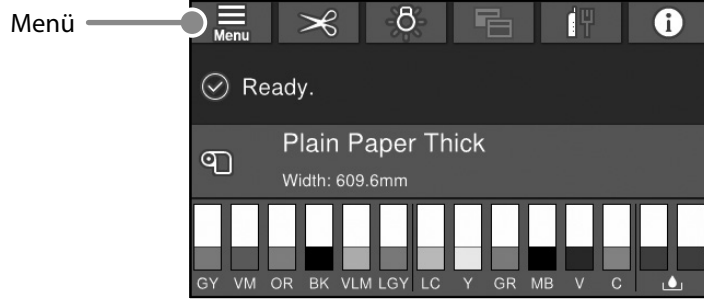 Menü
Menu
Ready.
Plain Paper Thick
Width: 609.6mm
GY VM OR BK VLM LGY LC Y GR MB V C